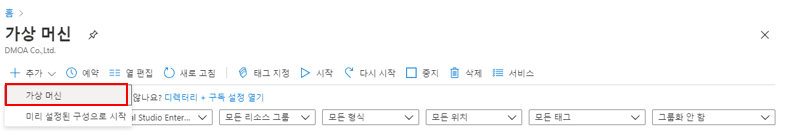 홈
가상 머신
DMOA Co.,Ltd.
추가
예약
열 편집
새로 고침
태그 지정
시작
다시 시작
중지
삭제
서비스
가상 머신
않나요? 디렉터리 + 구독 설정 열기
미리 설정된 구성으로 시작
al Studio Enter...
모든 리소스 그룹
모든 형식
모든 위치
모든 태그
그룹화 안 함